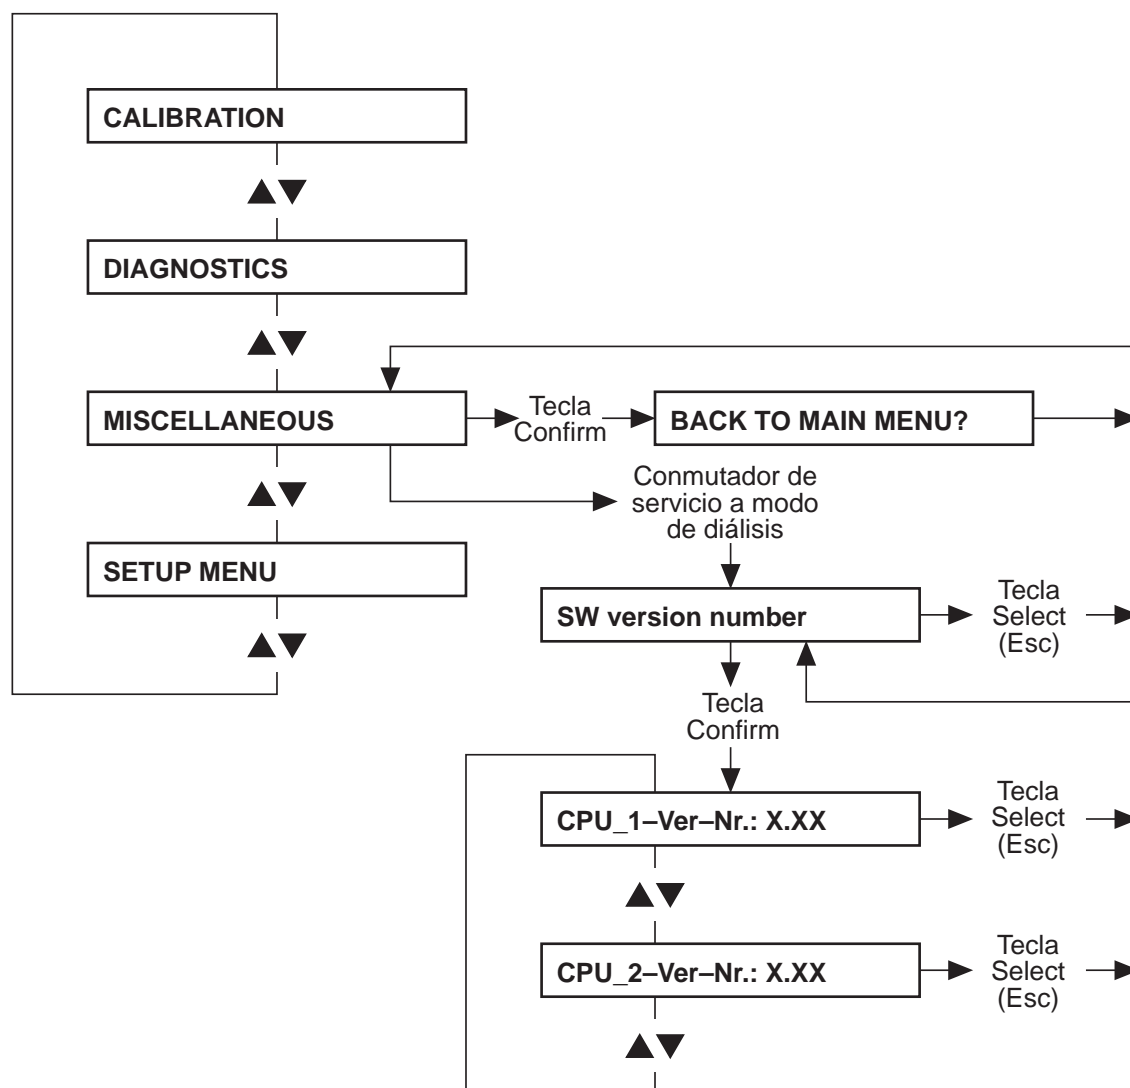 CALIBRATION
DIAGNOSTICS
MISCELLANEOUS
Tecla
Confirm
BACK TO MAIN MENU?
Conmutador de
servicio a modo
de diálisis
SETUP MENU
SW version number
Tecla
Select
(Esc)
Tecla
Confirm
CPU_1–Ver–Nr.: X.XX
Tecla
Select
(Esc)
CPU_2–Ver–Nr.: X.XX
Tecla
Select
(Esc)